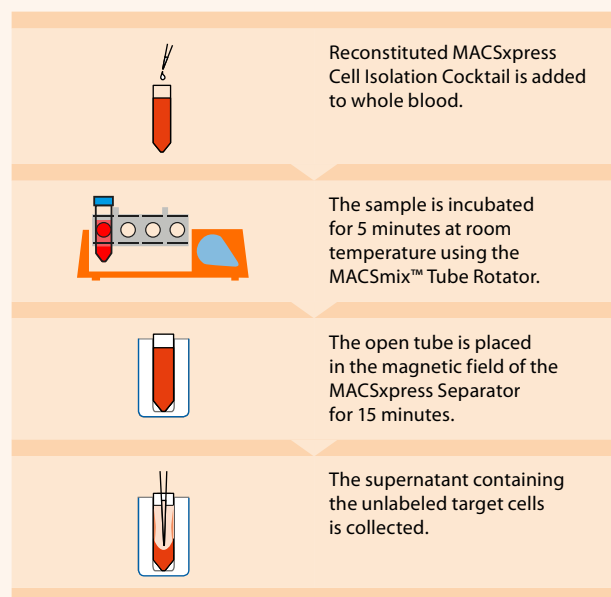 Reconstituted MACSxpress
Cell Isolation Cocktail is added
to whole blood.
The sample is incubated
for 5 minutes at room
temperature using the
MACSmix™ Tube Rotator.
The open tube is placed
in the magnetic field of the
MACSxpress Separator
for 15 minutes.
The supernatant containing
the unlabeled target cells
is collected.